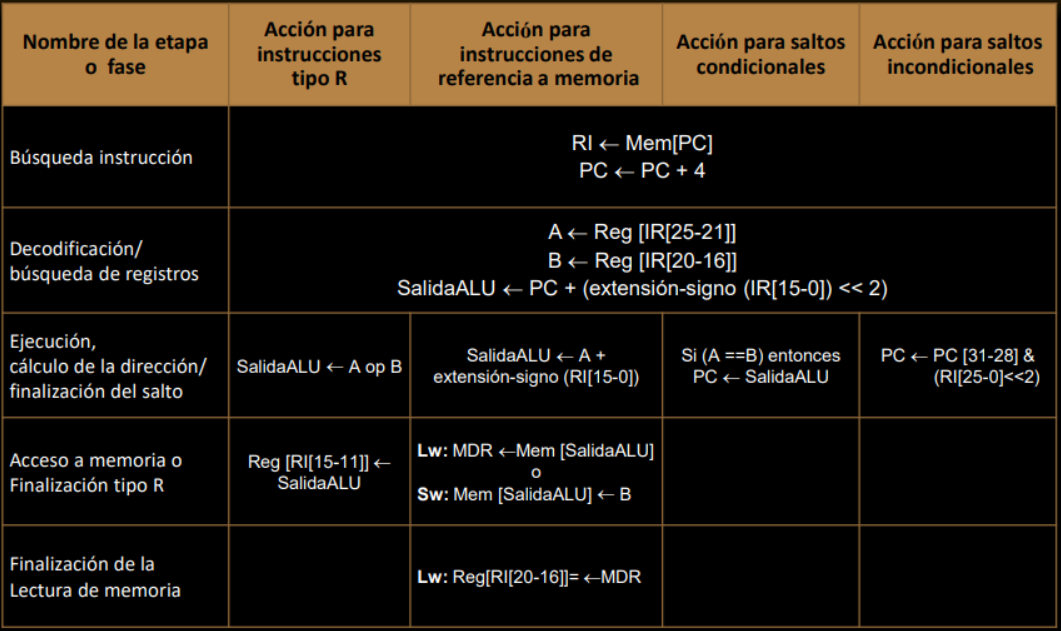 Nombre de la etapa
o fase
Acción para
instrucciones
tipo R
Acción para
instrucciones de
referencia a memoria
Acción para saltos
condicionales
Acción para saltos
incondicionales
Búsqueda instrucción
RI ← Mem[PC]
PC ← PC + 4
Decodificación/
búsqueda de registros
A ← Reg [IR[25-21]]
B ← Reg [IR[20-16]]
SalidaALU ← PC + (extensión-signo (IR[15-0]) << 2)
Ejecución,
cálculo de la dirección/
finalización del salto
SalidaALU ← A op B
SalidaALU ← A +
extensión-signo (RI[15-0])
Si (A ==B) entonces
PC ← SalidaALU
PC ← PC [31-28] &
(RI[25-0]<<2)
Acceso a memoria o
Finalización tipo R
Reg [RI[15-11]] ←
SalidaALU
Lw: MDR ←Mem [SalidaALU]
o
Sw: Mem [SalidaALU] ← B
Finalización de la
Lectura de memoria
Lw: Reg[RI[20-16]]= ←MDR